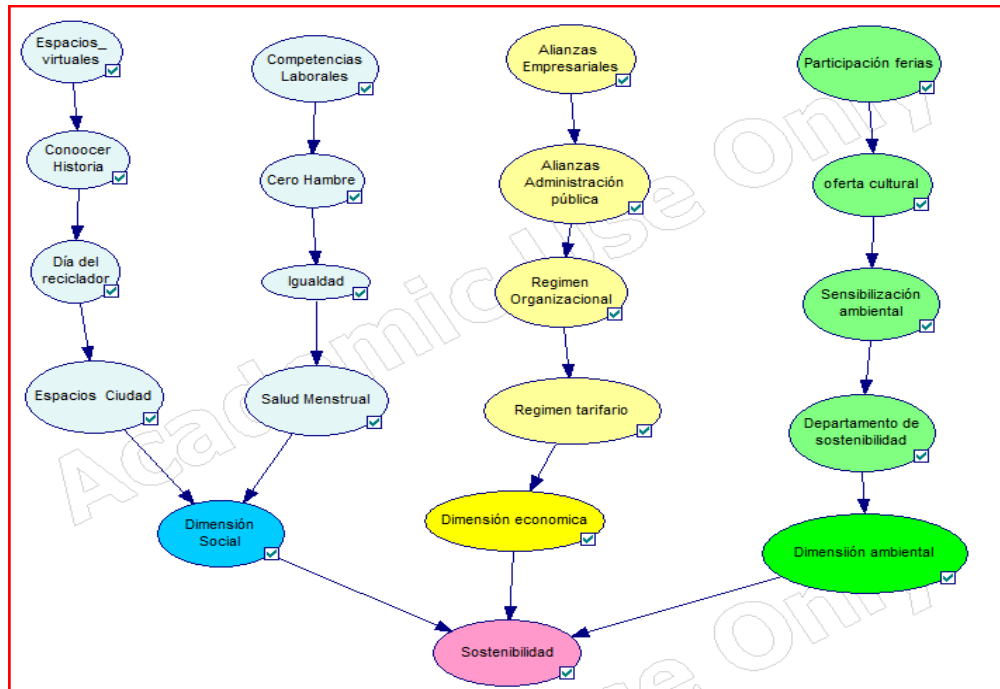 Espacios_
virtuales
Competencias
Laborales
Alianzas
Empresariales
Participación ferias
Conoocer
Historia
Cero Hambre
Alianzas
Administración
pública
oferta cultural
Día del
reciclador
Igualdad
Regimen
Organizacional
Sensibilización
ambiental
Espacios Ciudad
Salud Menstrual
Regimen tarifario
Departamento de
sostenibilidad
Dimensión
Social
Dimensión economica
Dimensiión ambiental
Sostenibilidad
Academic Use Only
Only